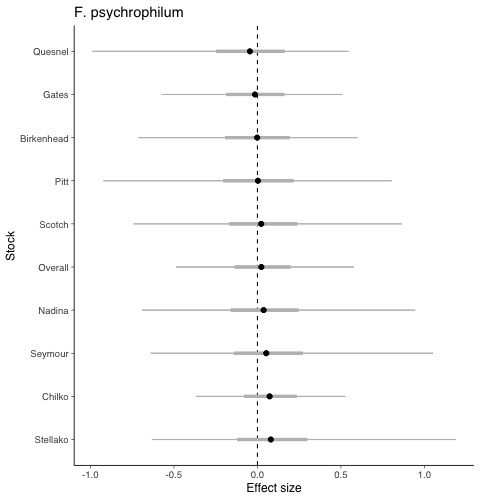 F. psychrophilum
Stock
Quesnel
Gates
Birkenhead
Pitt
Scotch
Overall
Nadina
Seymour
Chilko
Stellako
-1.0 -0.5 0.0 0.5 1.0
Effect size